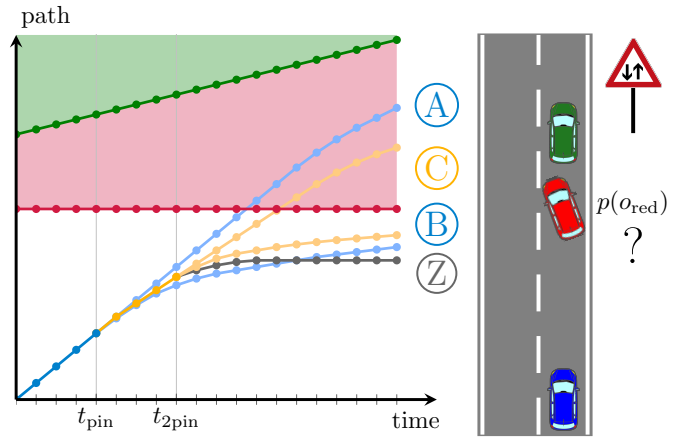 path
A
C
B
Z
t_pin
t_2pin
time
p(o_red)
?